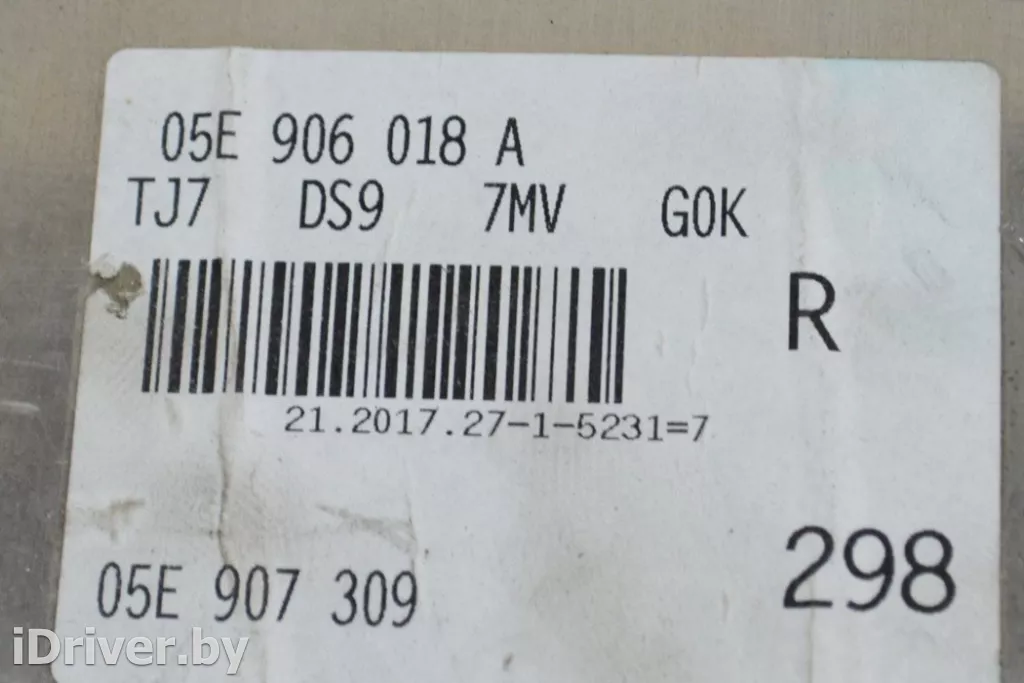 05E 906 018 A
TJ7 DS9 7MV G0K
R
21.2017.27-1-5231=7
298
05E 907 309
iDriver.by